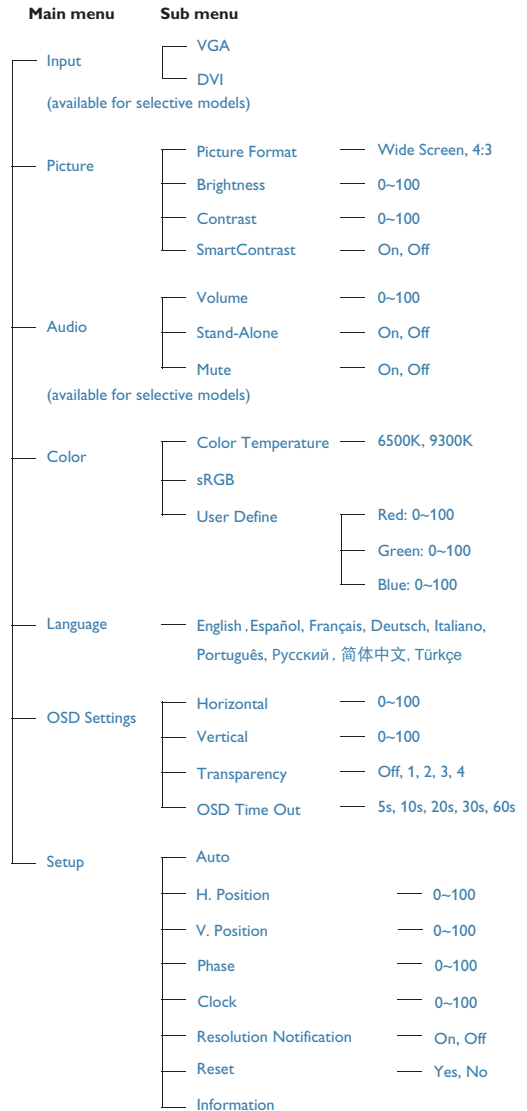 Main menu Sub menu
VGA
Input
DVI
(available for selective models)
Picture Format Wide Screen, 4:3
Picture
Brightness 0~100
Contrast 0~100
SmartContrast On, Off
Volume 0~100
Audio
Stand-Alone On, Off
Mute On, Off
(available for selective models)
Color Temperature 6500K, 9300K
Color
sRGB
User Define Red: 0~100
Green: 0~100
Blue: 0~100
Language English , Español, Français, Deutsch, Italiano,
Português, Русский , 简体中文, Türkçe
Horizontal 0~100
OSD Settings
Vertical 0~100
Transparency Off, 1, 2, 3, 4
OSD Time Out 5s, 10s, 20s, 30s, 60s
Auto
Setup
H. Position 0~100
V. Position 0~100
Phase 0~100
Clock 0~100
Resolution Notification On, Off
Reset Yes, No
Information